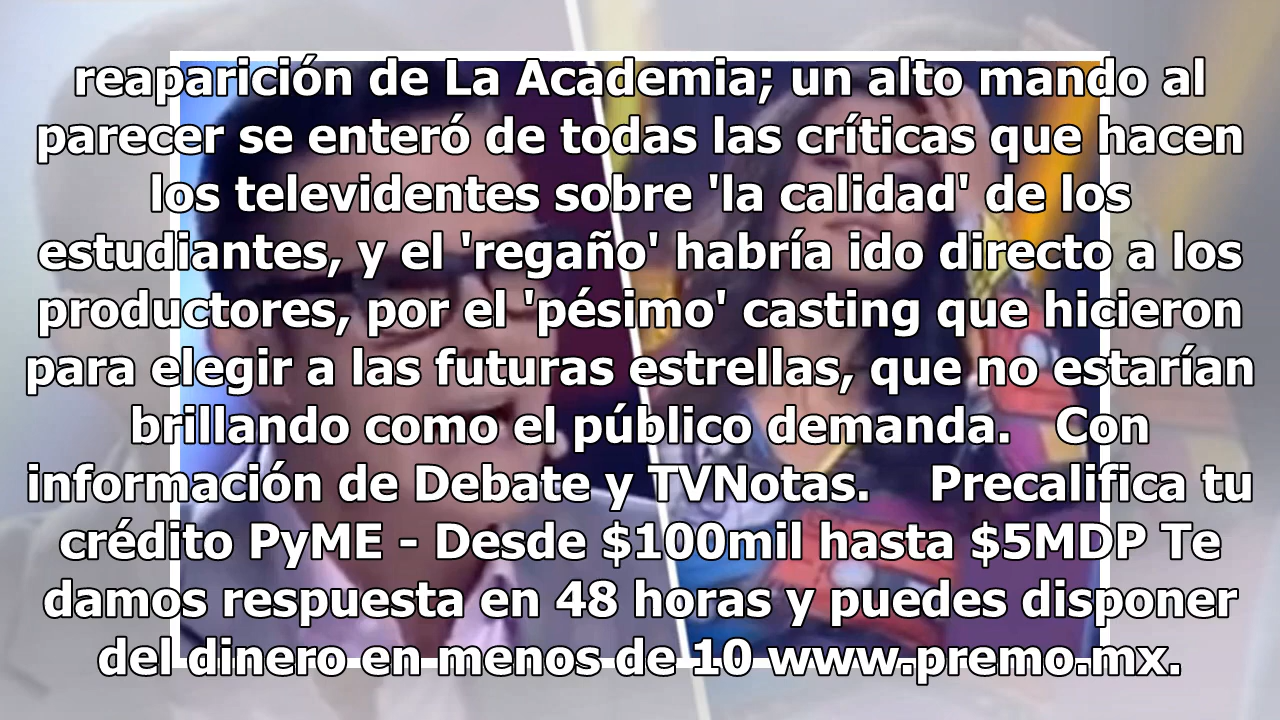 reaparición de La Academia; un alto mando al
parecer se enteró de todas las críticas que hacen
los televidentes sobre 'la calidad' de los
estudiantes, y el 'regaño' habría ido directo a los
productores, por el 'pésimo' casting que hicieron
para elegir a las futuras estrellas, que no estarían
brillando como el público demanda.   Con
información de Debate y TVNotas.    Precalifica tu
crédito PyME - Desde $100mil hasta $5MDP Te
damos respuesta en 48 horas y puedes disponer
del dinero en menos de 10 www.premo.mx.